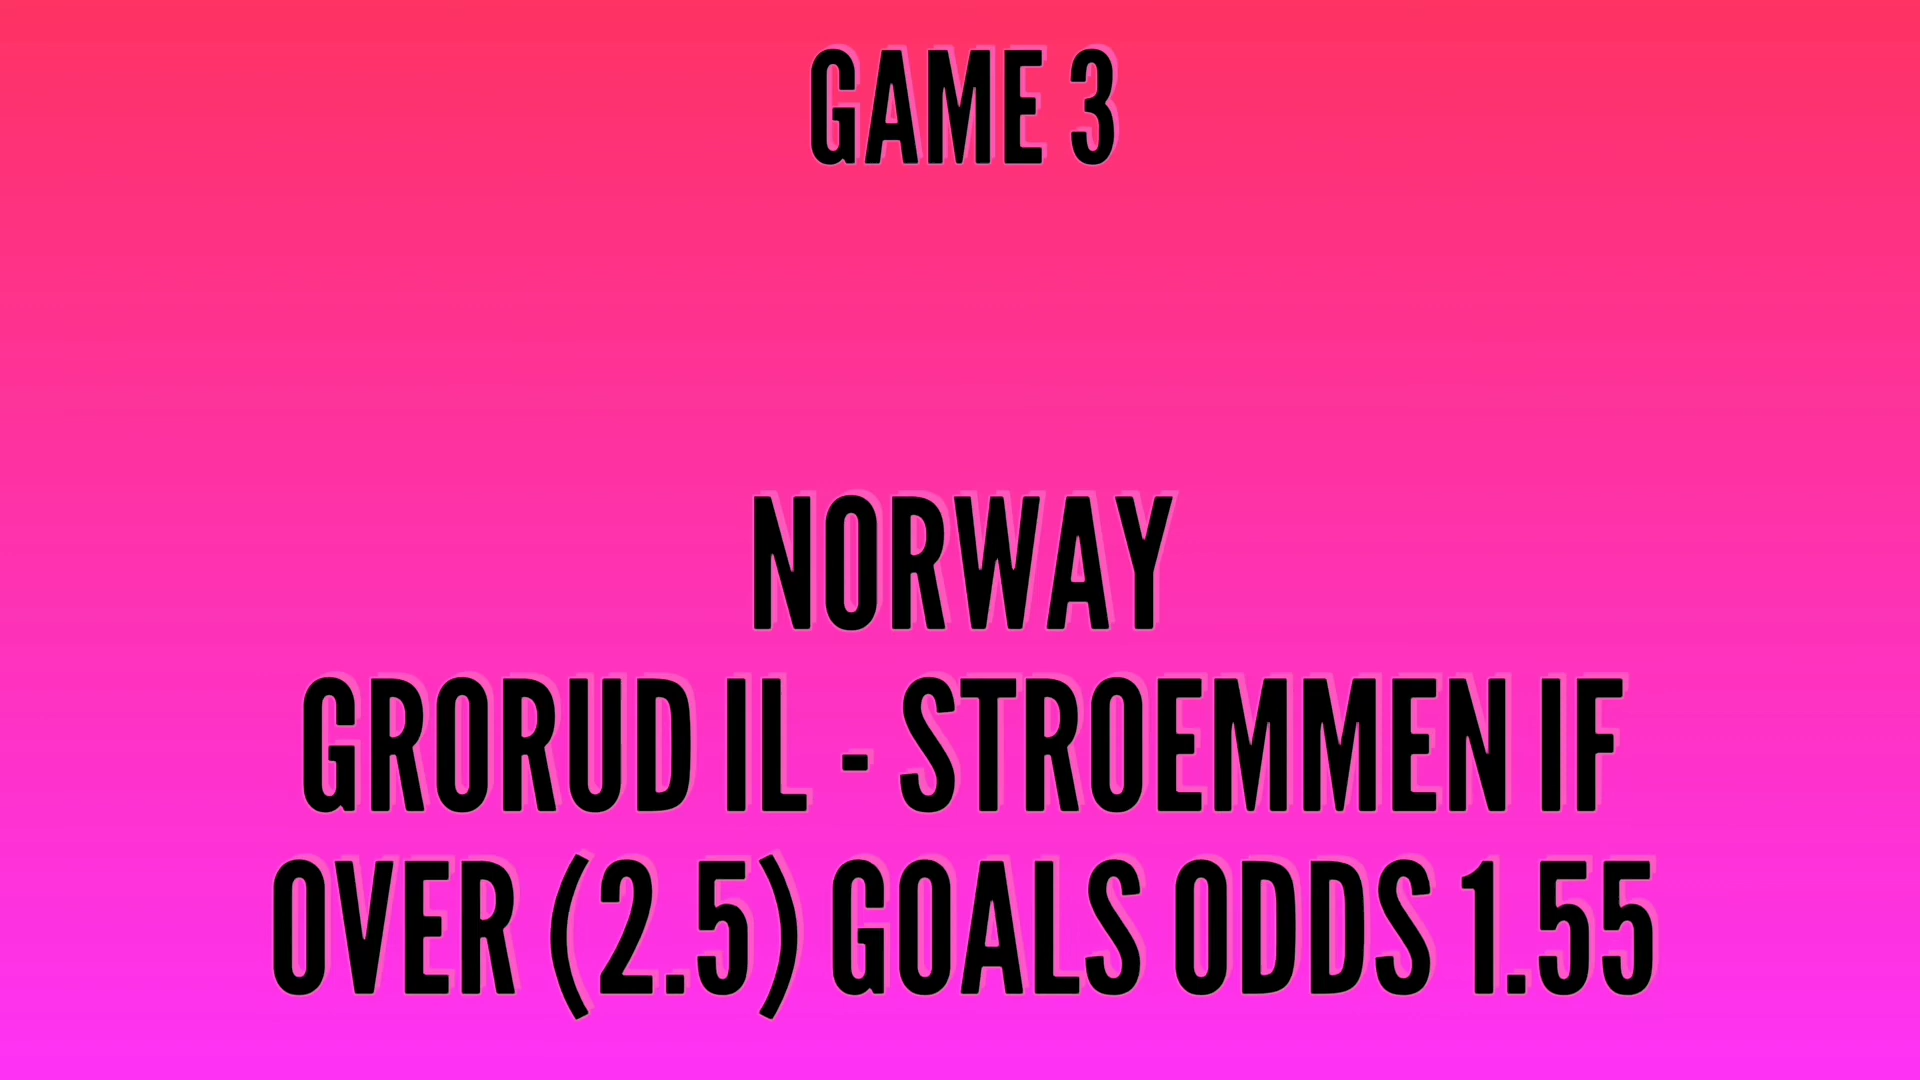 GAME 3
NORWAY
GRORUD IL - STROEMMEN IF
OVER (2.5) GOALS ODDS 1.55